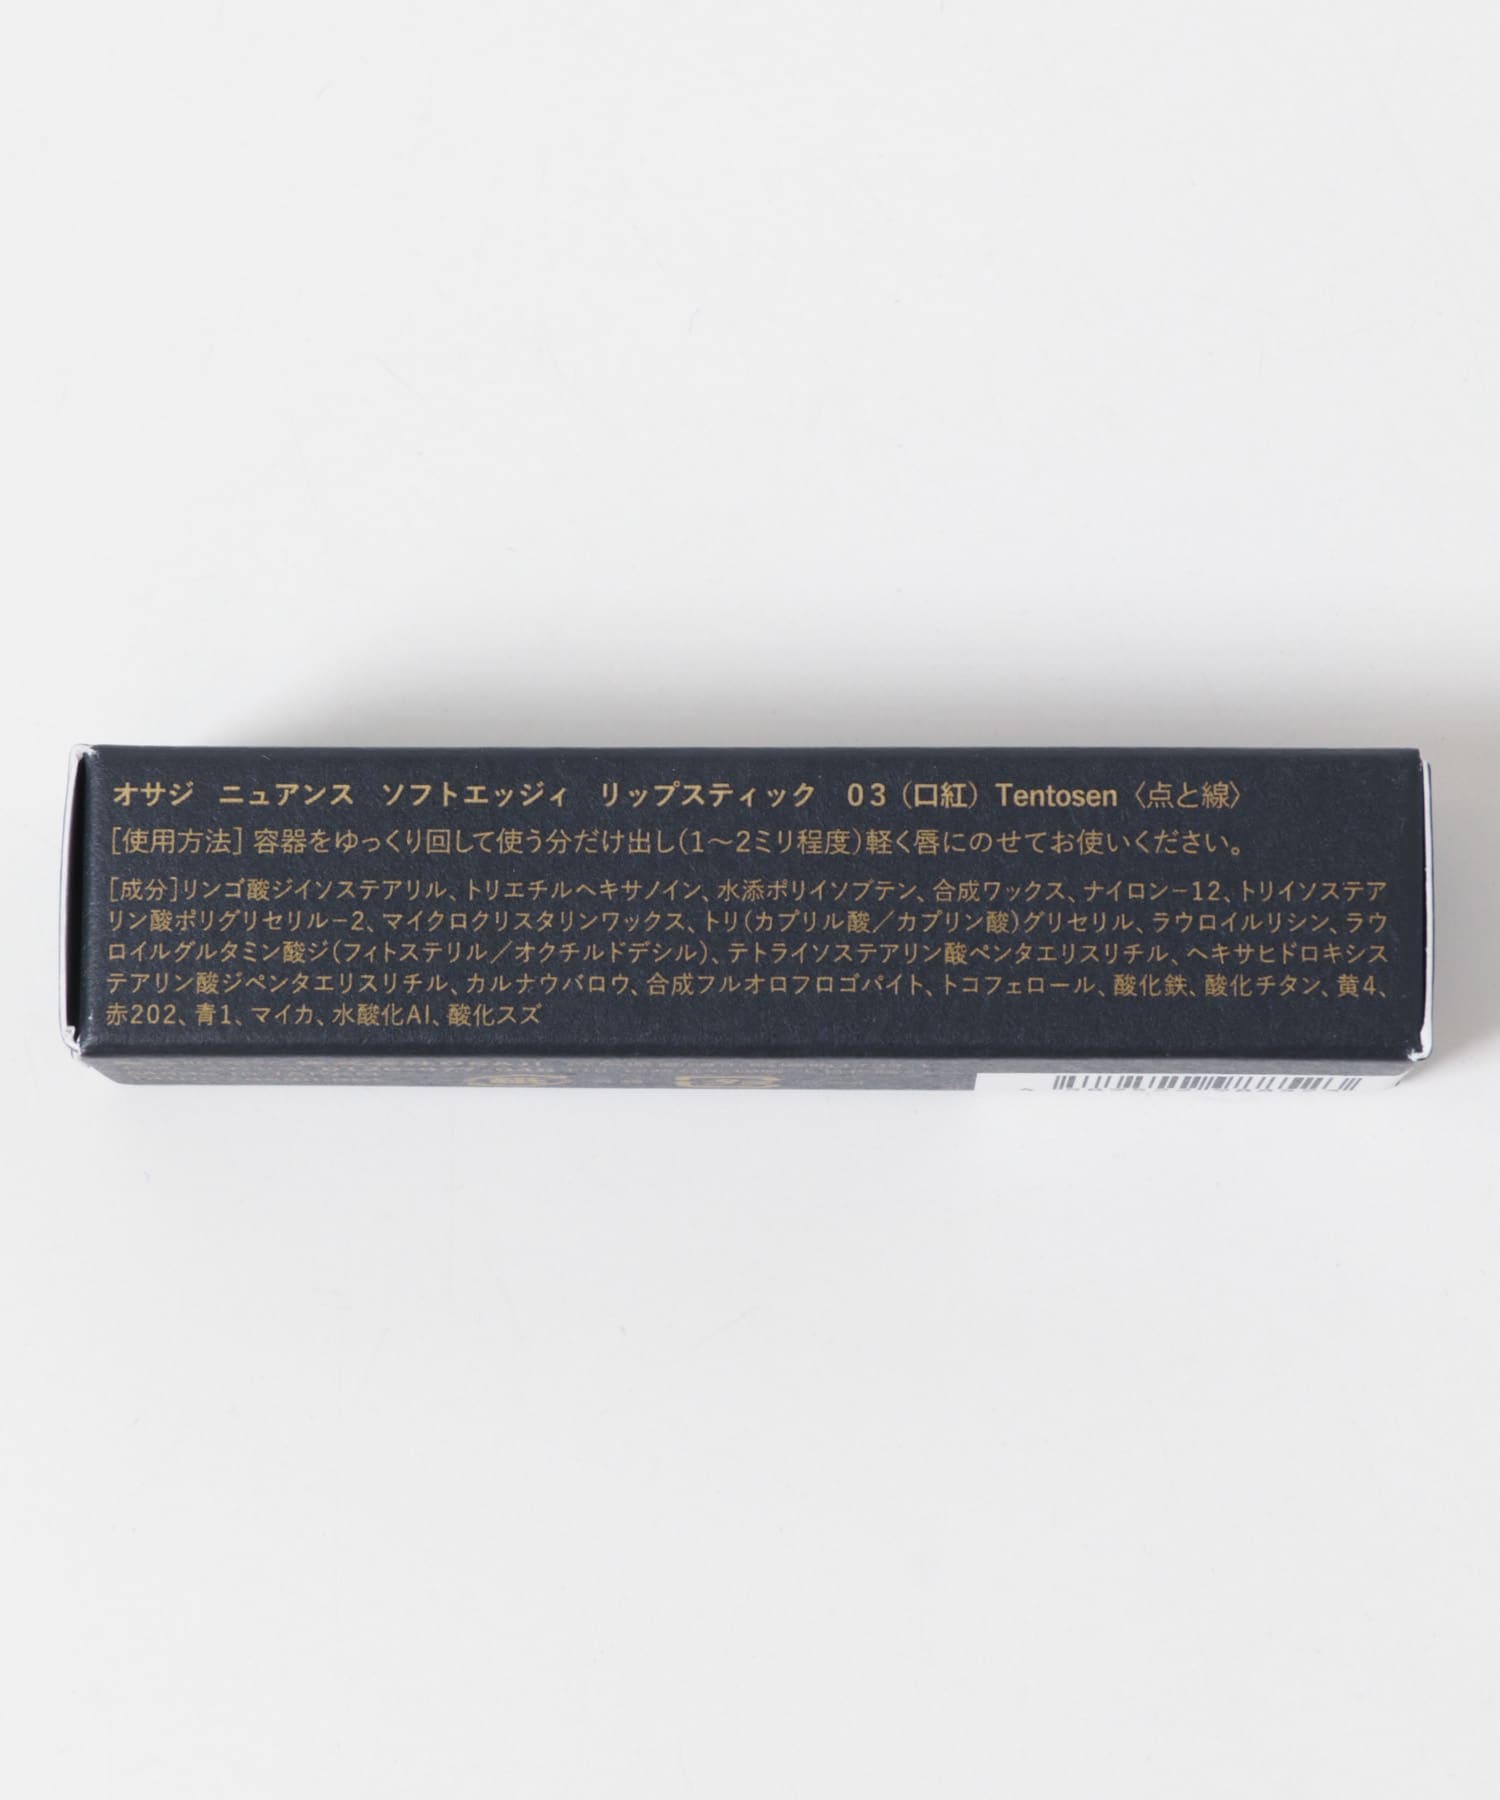 オサジ　ニュアンス　ソフトエッジィ　リップスティック　03（口紅）Tentosen〈点と線〉
［使用方法］容器をゆっくり回して使う分だけ出し（1〜2ミリ程度）軽く唇にのせてお使いください。
［成分］リンゴ酸ジイソステアリル、トリエチルヘキサノイン、水添ポリイソブテン、合成ワックス、ナイロン−12、トリイソステア
リン酸ポリグリセリル−2、マイクロクリスタリンワックス、トリ（カプリル酸／カプリン酸）グリセリル、ラウロイルリシン、ラウ
ロイルグルタミン酸ジ（フィトステリル／オクチルドデシル）、テトライソステアリン酸ペンタエリスリチル、ヘキサヒドロキシス
テアリン酸ジペンタエリスリチル、カルナウバロウ、合成フルオロフロゴパイト、トコフェロール、酸化鉄、酸化チタン、黄4、
赤202、青1、マイカ、水酸化Al、酸化スズ